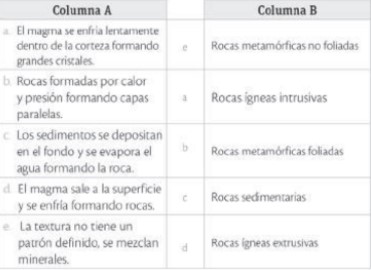 Columna A
Columna B
a. El magma se enfría lentamente
dentro de la corteza formando
grandes cristales.
e
Rocas metamórficas no foliadas
b. Rocas formadas por calor
y presión formando capas
paralelas.
a
Rocas ígneas intrusivas
c. Los sedimentos se depositan
en el fondo y se evapora el
agua formando la roca.
b
Rocas metamórficas foliadas
d. El magma sale a la superficie
y se enfría formando rocas.
c
Rocas sedimentarias
e. La textura no tiene un
patrón definido, se mezclan
minerales.
d
Rocas ígneas extrusivas